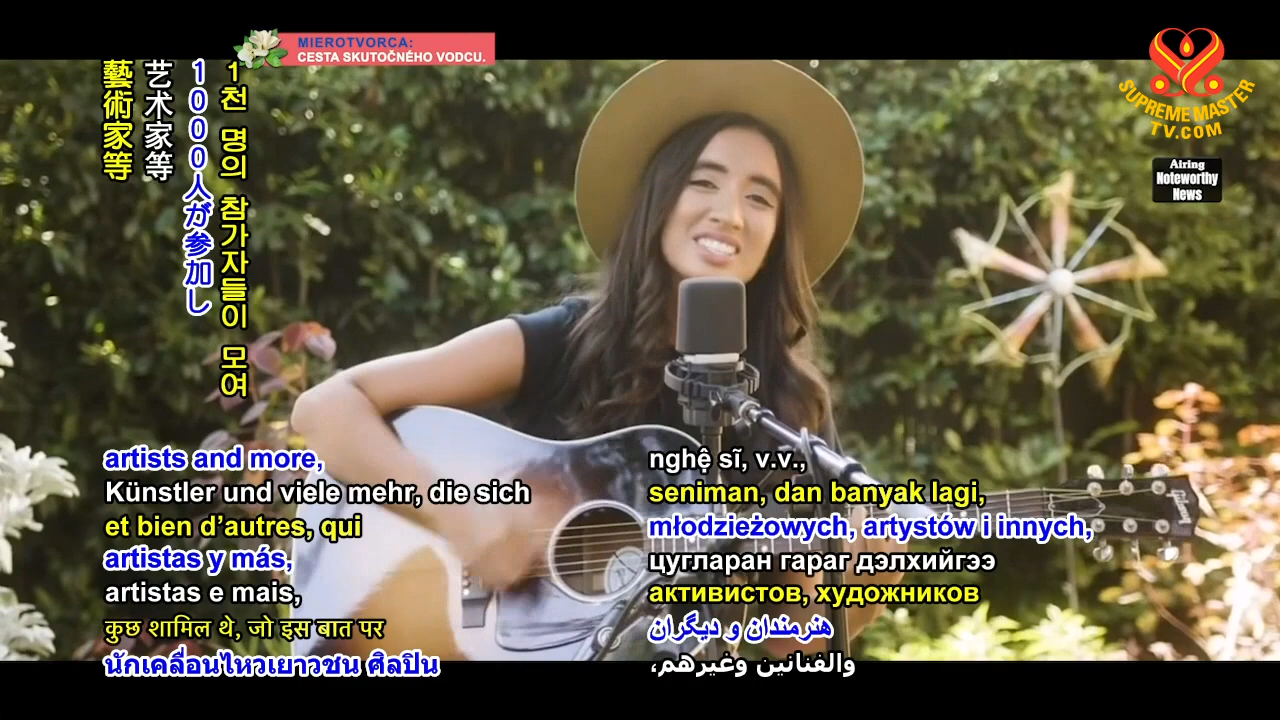 MIEROTVORCA:
CESTA SKUTOČNÉHO VODCU.
SUPREME MASTER
TV.COM
Airing
Noteworthy
News
藝術家等
艺术家等
1000人が参加し
1천 명의 참가자들이 모여
artists and more,
Künstler und viele mehr, die sich
et bien d’autres, qui
artistas y más,
artistas e mais,
कुछ शामिल थे, जो इस बात पर
นักเคลื่อนไหวเยาวชน ศิลปิน
nghệ sĩ, v.v.,
seniman, dan banyak lagi,
młodzieżowych, artystów i innych,
цугларан гараг дэлхийгээ
активистов, художников
هنرمندان و دیگران
والفنانين وغيرهم،